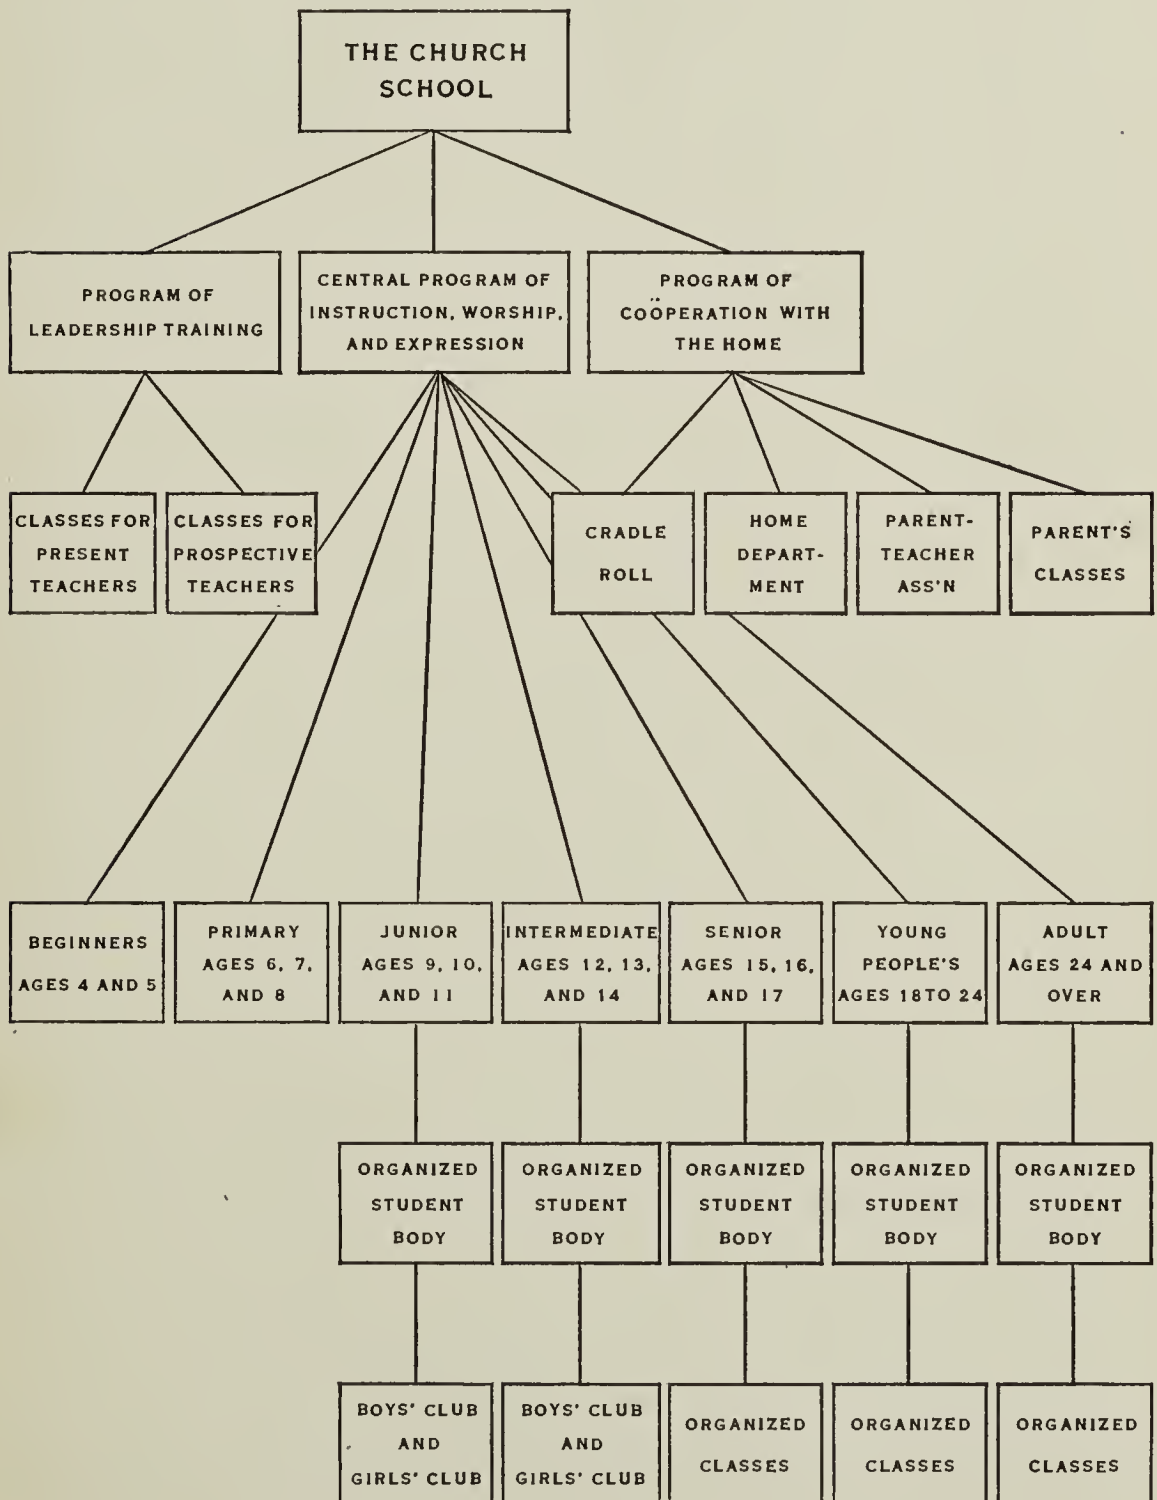 THE CHURCH
SCHOOL
PROGRAM OF
LEADERSHIP TRAINING
CENTRAL PROGRAM OF
INSTRUCTION, WORSHIP,
AND EXPRESSION
PROGRAM OF
COÖPERATION WITH
THE HOME
CLASSES FOR
PRESENT
TEACHERS
CLASSES FOR
PROSPECTIVE
TEACHERS
CRADLE
ROLL
HOME
DEPART-
MENT
PARENT-
TEACHER
ASS'N
PARENT'S
CLASSES
BEGINNERS
AGES 4 AND 5
PRIMARY
AGES 6, 7,
AND 8
JUNIOR
AGES 9, 10,
AND 11
INTERMEDIATE
AGES 12, 13,
AND 14
SENIOR
AGES 15, 16,
AND 17
YOUNG
PEOPLE'S
AGES 18 TO 24
ADULT
AGES 24 AND
OVER
ORGANIZED
STUDENT
BODY
ORGANIZED
STUDENT
BODY
ORGANIZED
STUDENT
BODY
ORGANIZED
STUDENT
BODY
ORGANIZED
STUDENT
BODY
BOYS' CLUB
AND
GIRLS' CLUB
BOYS' CLUB
AND
GIRLS' CLUB
ORGANIZED
CLASSES
ORGANIZED
CLASSES
ORGANIZED
CLASSES